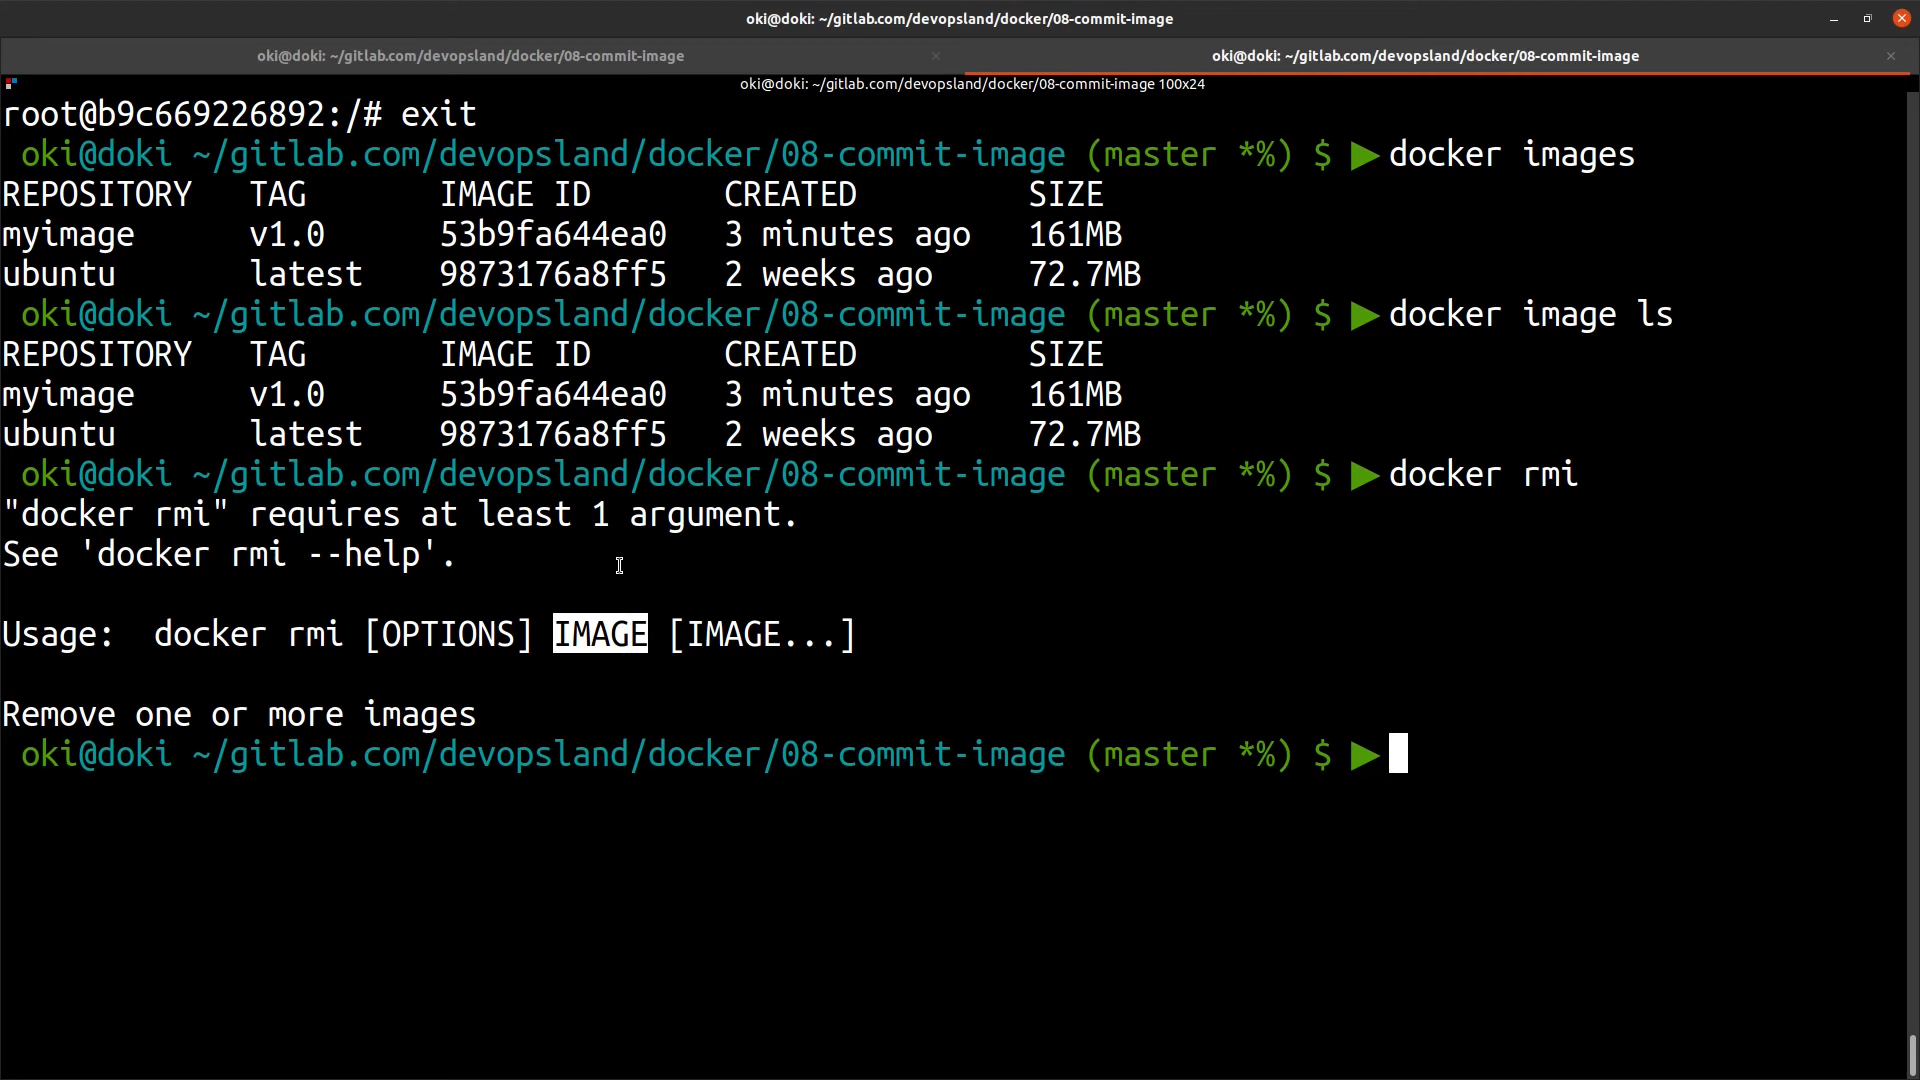 oki@doki: ~/gitlab.com/devopsland/docker/08-commit-image
oki@doki: ~/gitlab.com/devopsland/docker/08-commit-image
oki@doki: ~/gitlab.com/devopsland/docker/08-commit-image
oki@doki: ~/gitlab.com/devopsland/docker/08-commit-image 100x24
root@b9c669226892:/# exit
oki@doki ~/gitlab.com/devopsland/docker/08-commit-image (master *%) $ ▶ docker images
REPOSITORY   TAG       IMAGE ID       CREATED         SIZE
myimage      v1.0      53b9fa644ea0   3 minutes ago   161MB
ubuntu       latest    9873176a8ff5   2 weeks ago     72.7MB
oki@doki ~/gitlab.com/devopsland/docker/08-commit-image (master *%) $ ▶ docker image ls
REPOSITORY   TAG       IMAGE ID       CREATED         SIZE
myimage      v1.0      53b9fa644ea0   3 minutes ago   161MB
ubuntu       latest    9873176a8ff5   2 weeks ago     72.7MB
oki@doki ~/gitlab.com/devopsland/docker/08-commit-image (master *%) $ ▶ docker rmi
"docker rmi" requires at least 1 argument.
See 'docker rmi --help'.
Usage:  docker rmi [OPTIONS] IMAGE [IMAGE...]
Remove one or more images
oki@doki ~/gitlab.com/devopsland/docker/08-commit-image (master *%) $ ▶